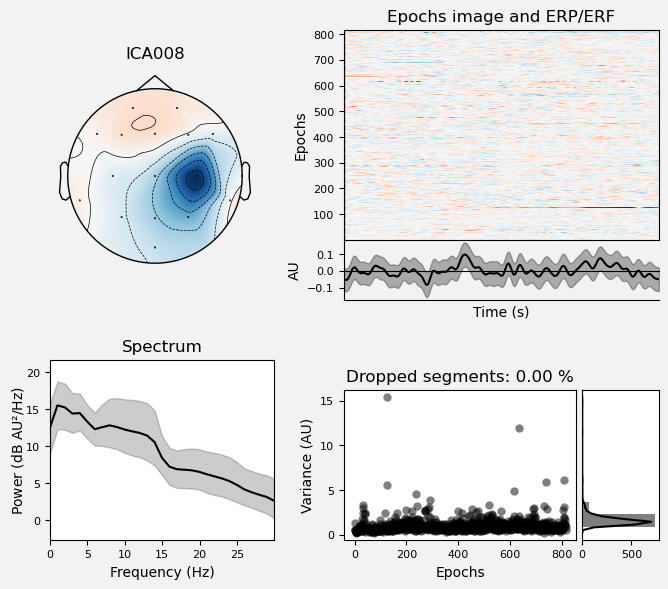 ICA008
Epochs image and ERP/ERF
Epochs
800
700
600
500
400
300
200
100
AU
0.1
0.0
−0.1
Time (s)
Spectrum
Power (dB AU²/Hz)
20
15
10
5
0
0 5 10 15 20 25
Frequency (Hz)
Dropped segments: 0.00 %
Variance (AU)
15
10
5
0
0 200 400 600 800
Epochs
0 500